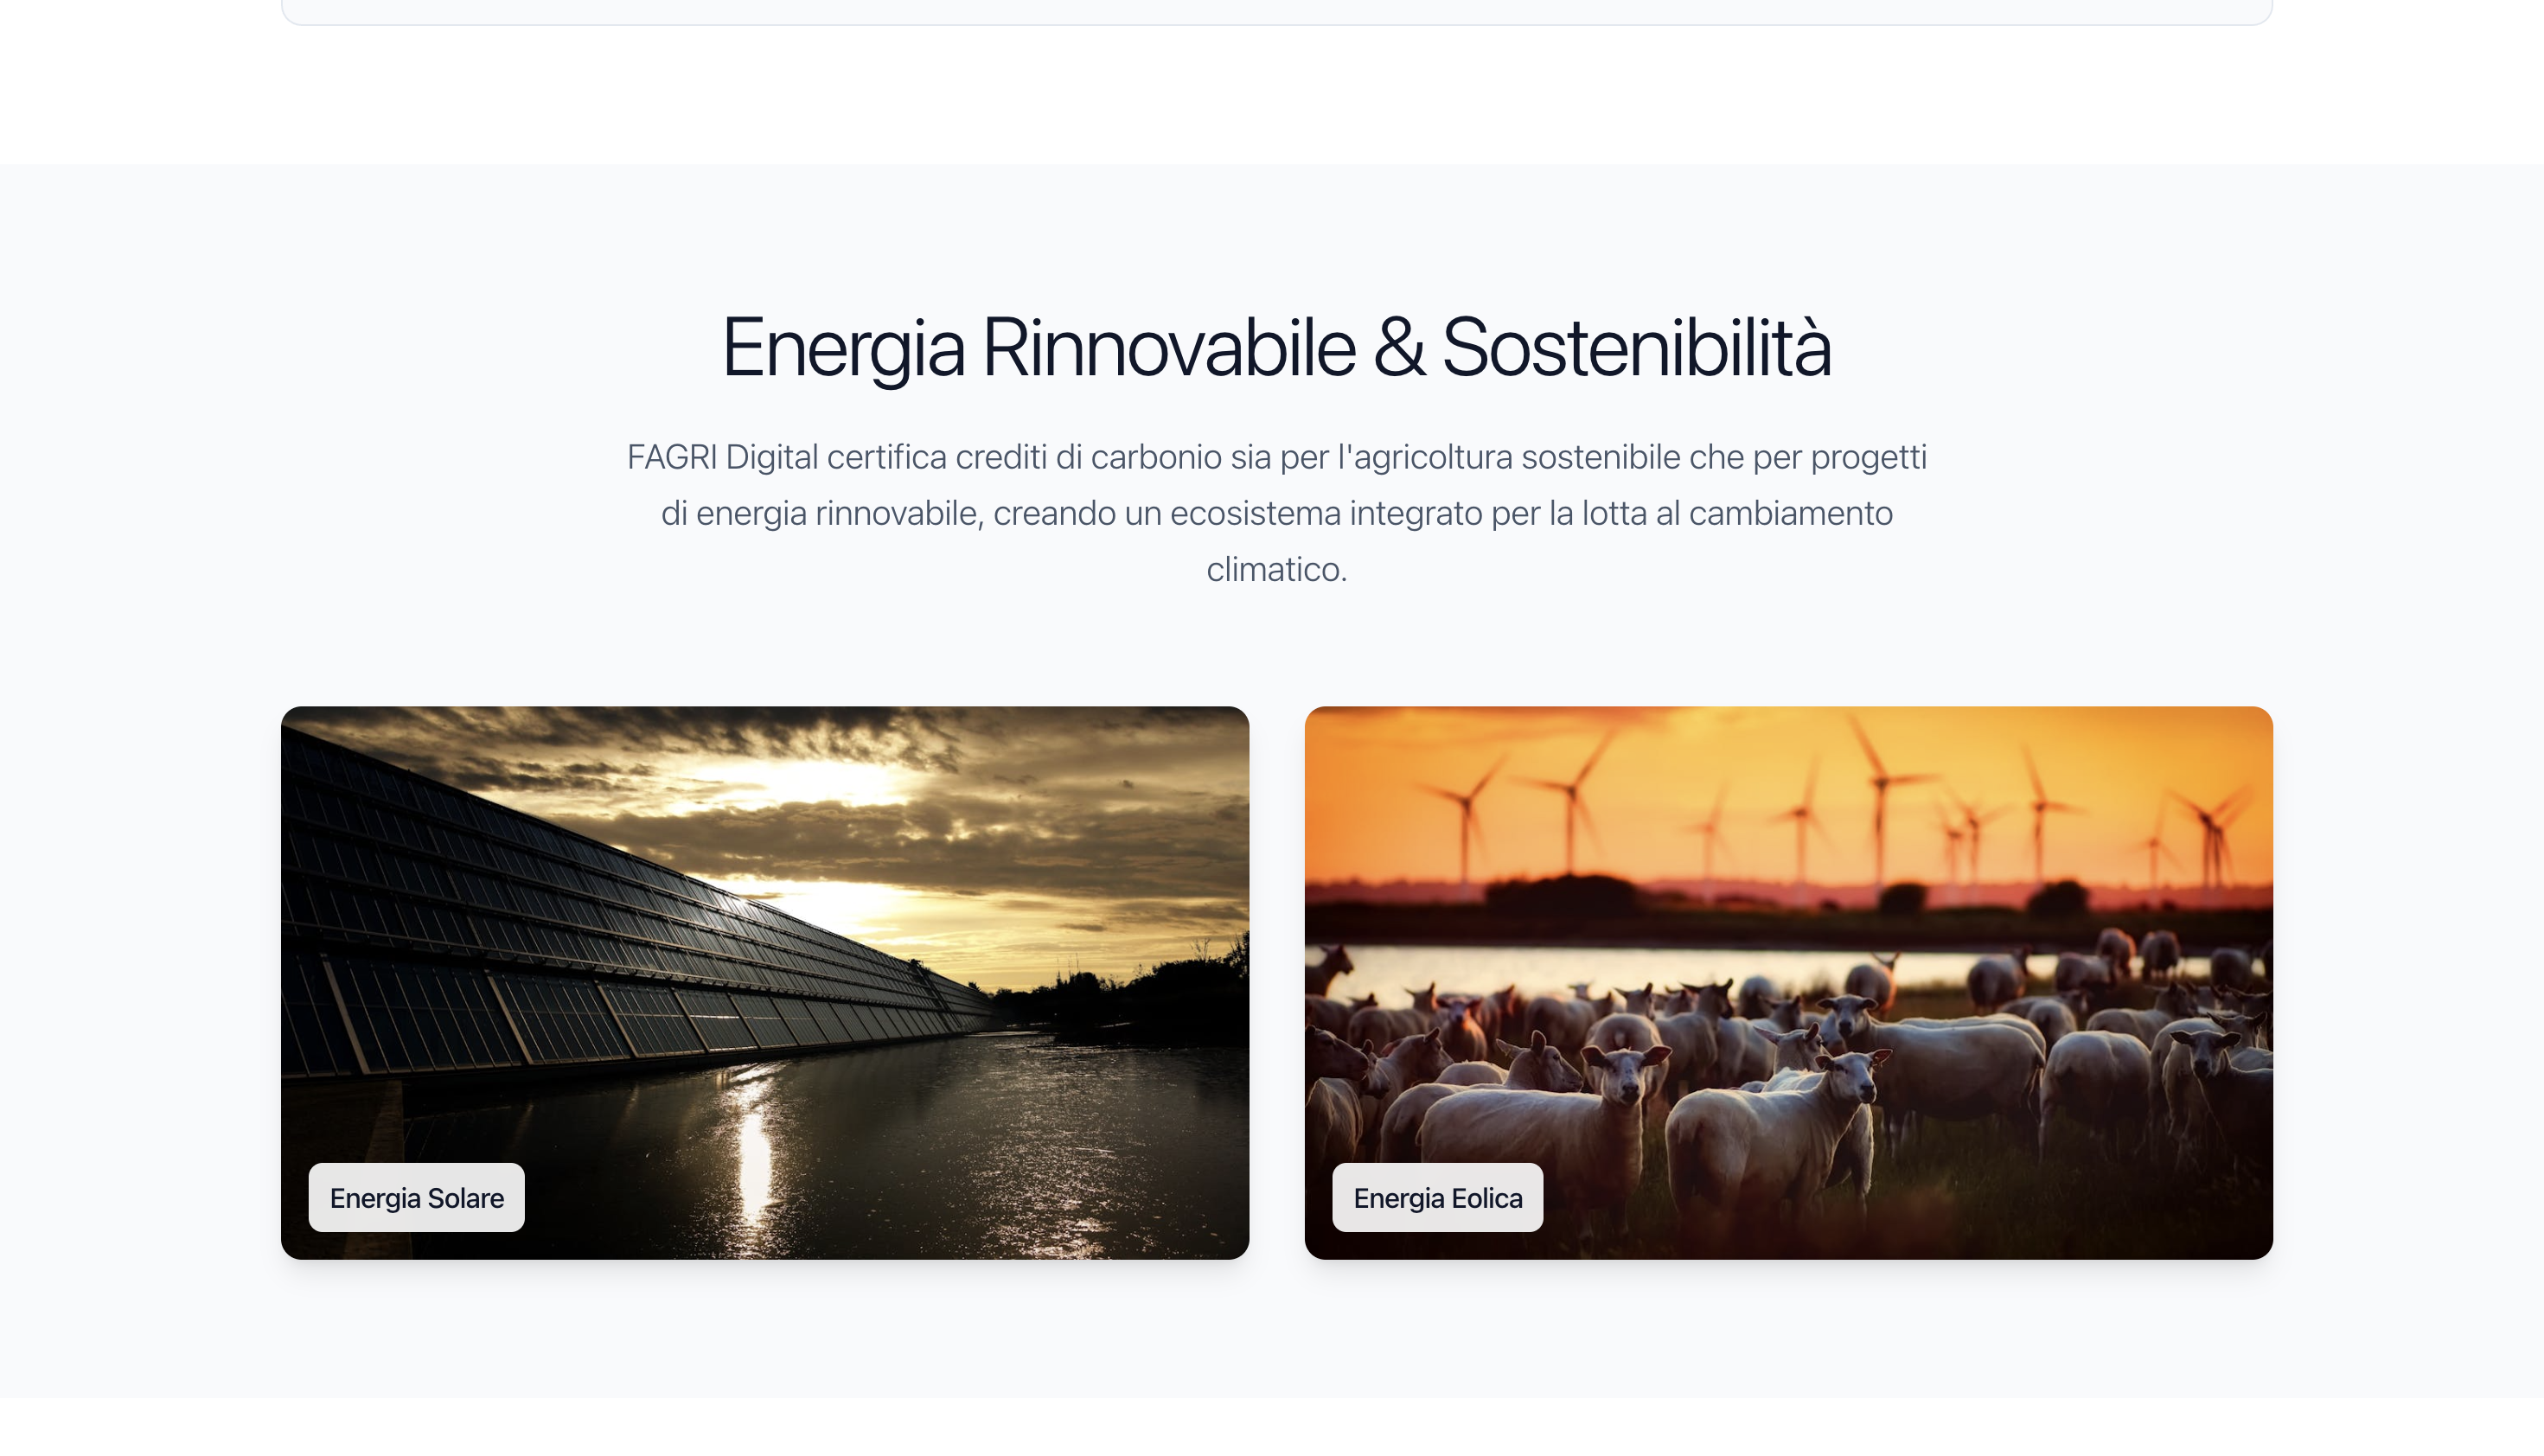 Energia Rinnovabile & Sostenibilità
FAGRI Digital certifica crediti di carbonio sia per l'agricoltura sostenibile che per progetti
di energia rinnovabile, creando un ecosistema integrato per la lotta al cambiamento
climatico.
Energia Solare
Energia Eolica